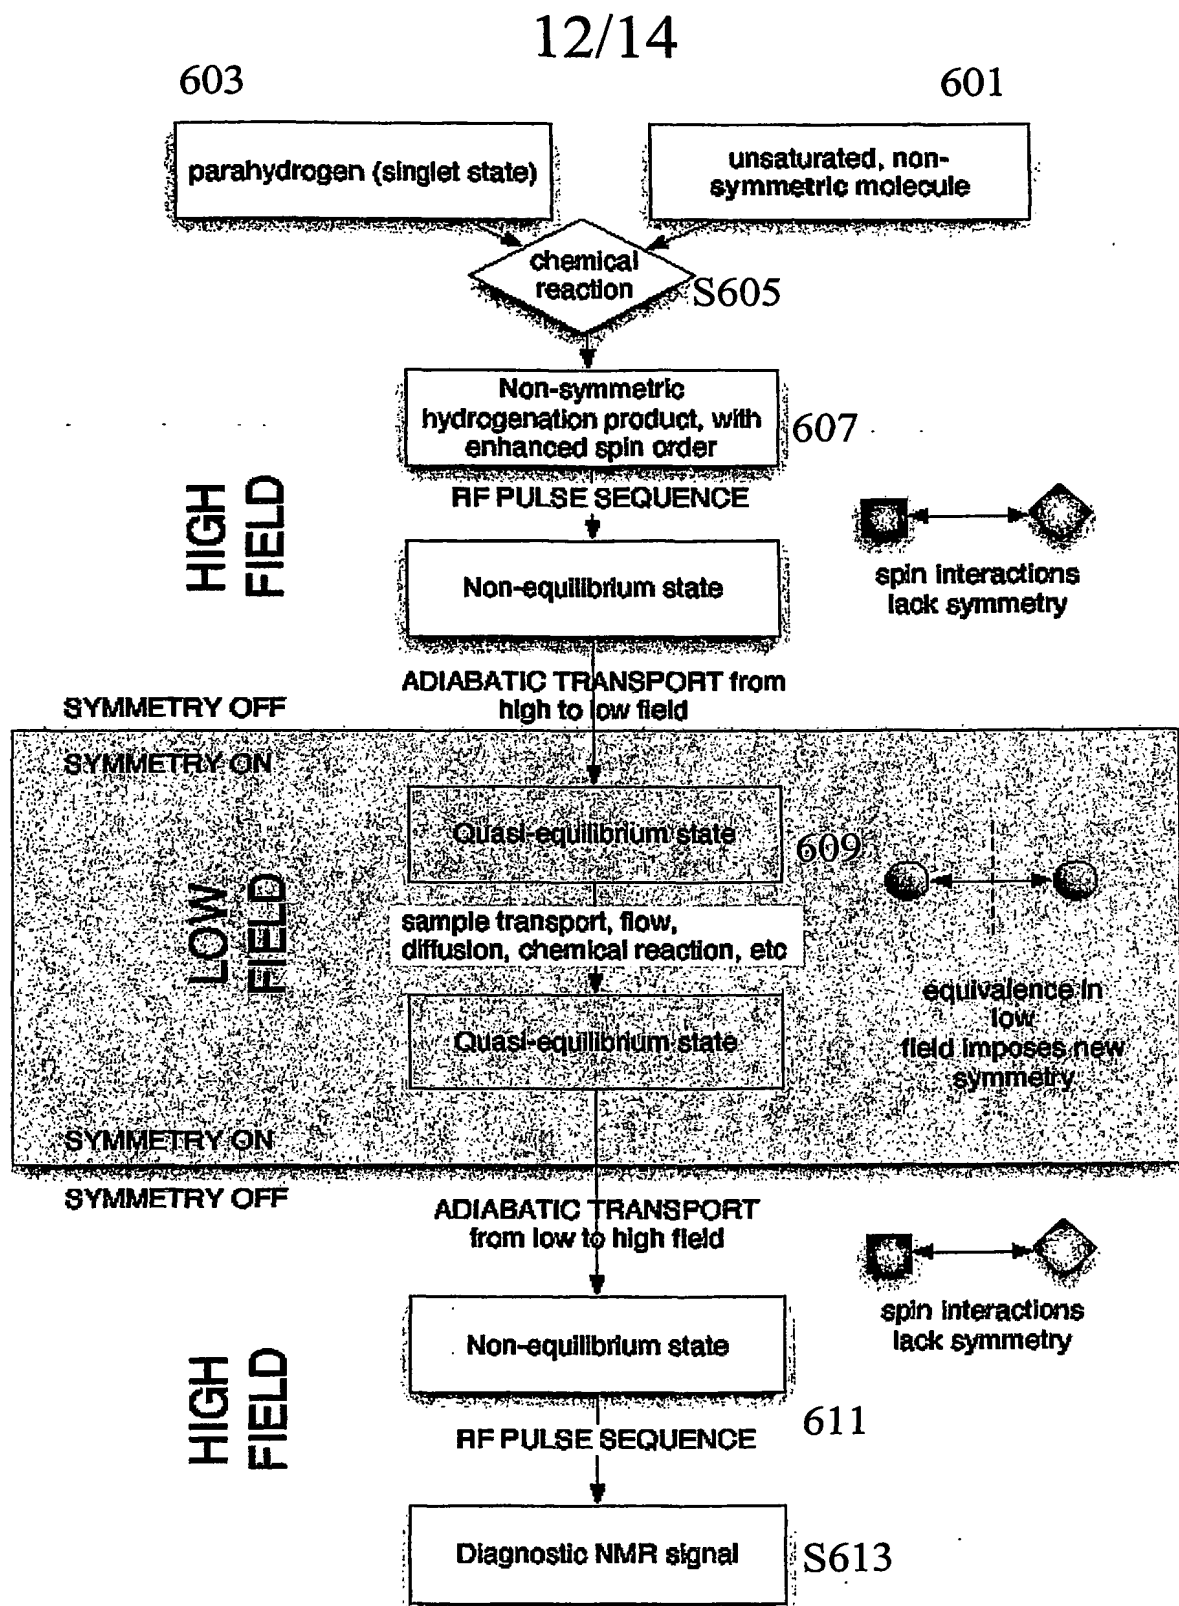 12/14
603
601
parahydrogen (singlet state)
unsaturated, non-
symmetric molecule
chemical
reaction
S605
Non-symmetric
hydrogenation product, with
enhanced spin order
607
RF PULSE SEQUENCE
HIGH
FIELD
Non-equilibrium state
spin interactions
lack symmetry
ADIABATIC TRANSPORT from
high to low field
SYMMETRY OFF
SYMMETRY ON
Quasi-equilibrium state
609
LOW
FIELD
sample transport, flow,
diffusion, chemical reaction, etc
Quasi-equilibrium state
equivalence in
low
field imposes new
symmetry
SYMMETRY ON
SYMMETRY OFF
ADIABATIC TRANSPORT
from low to high field
HIGH
FIELD
Non-equilibrium state
spin interactions
lack symmetry
611
RF PULSE SEQUENCE
Diagnostic NMR signal
S613